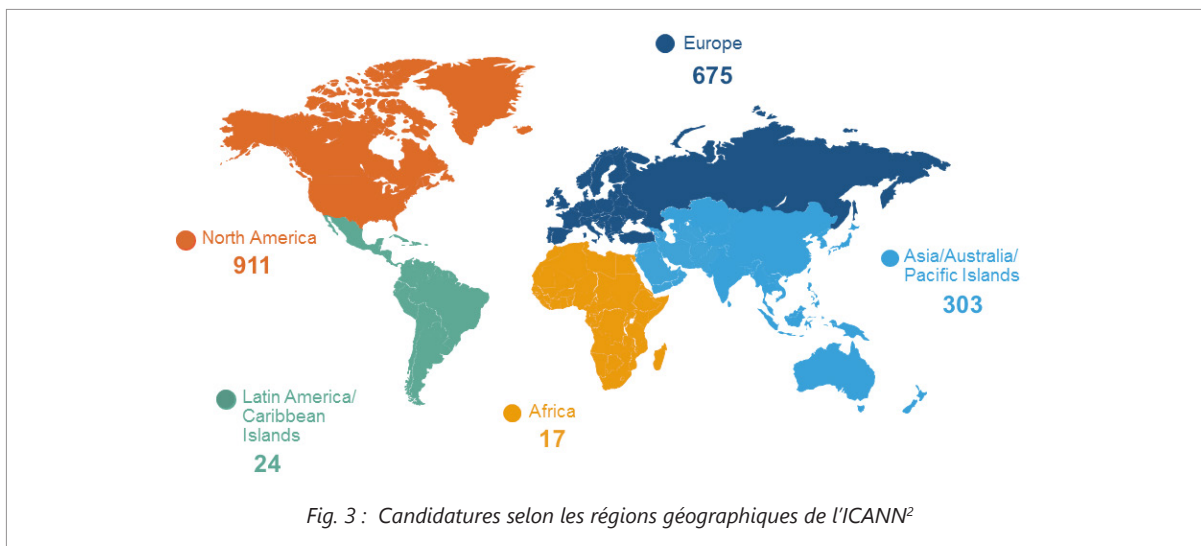 Europe
675
North America
911
Asia/Australia/
Pacific Islands
303
Latin America/
Caribbean
Islands
24
Africa
17
Fig. 3 : Candidatures selon les régions géographiques de l'ICANN²